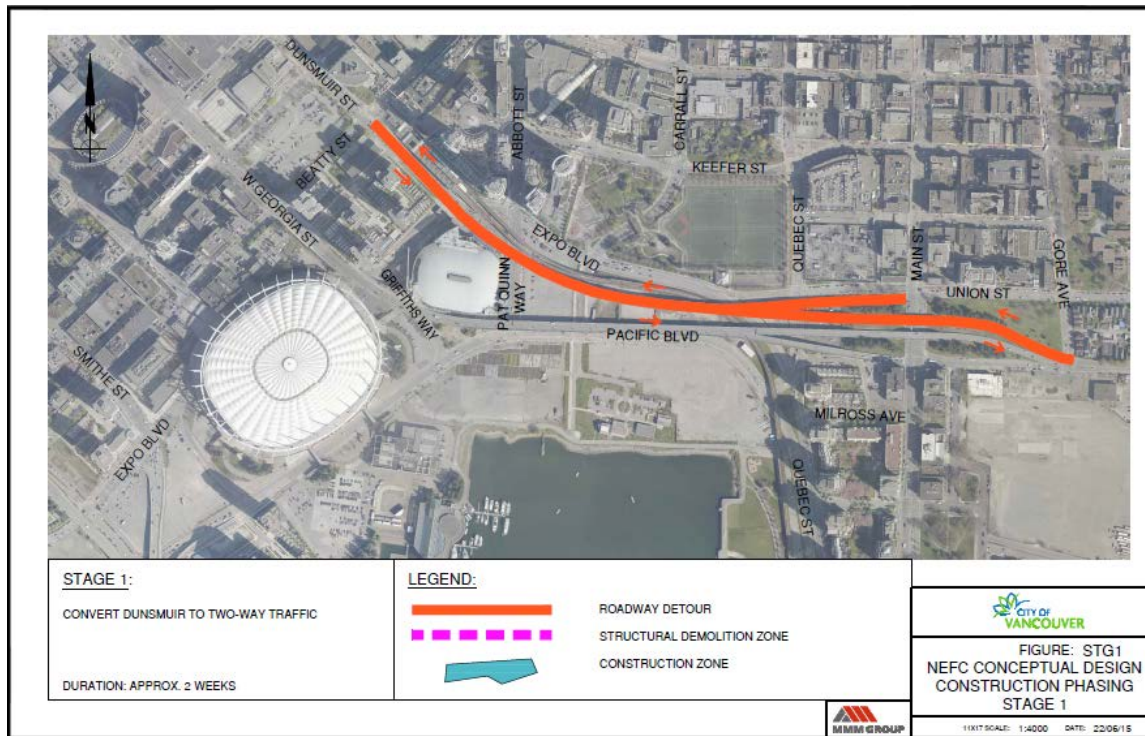 DUNSMUIR ST
ABBOTT ST
CARRALL ST
BEATTY ST
KEEFER ST
W.GEORGIA ST
QUEBEC ST
MAIN ST
GORE AVE
EXPO BLVD
UNION ST
GRIFFITHS WAY
PAT QUINN
WAY
PACIFIC BLVD
SMITHE ST
MILROSS AVE
EXPO BLVD
QUEBEC ST
STAGE 1:
CONVERT DUNSMUIR TO TWO-WAY TRAFFIC
DURATION: APPROX. 2 WEEKS
LEGEND:
ROADWAY DETOUR
STRUCTURAL DEMOLITION ZONE
CONSTRUCTION ZONE
CITY OF
VANCOUVER
FIGURE: STG1
NEFC CONCEPTUAL DESIGN
CONSTRUCTION PHASING
STAGE 1
MMM GROUP
11X17 SCALE: 1:4000 DATE: 22/06/15